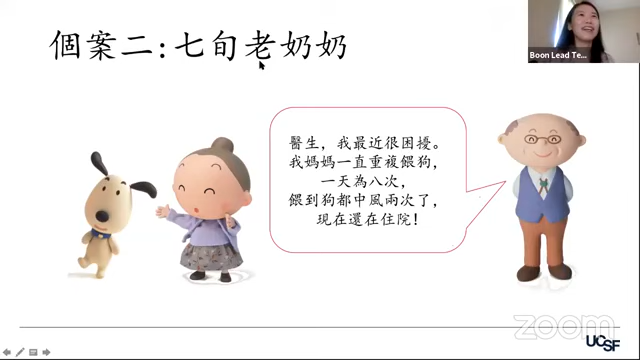 個案二:七旬老奶奶
Boon Lead Te...
醫生，我最近很困擾。
我媽媽一直重複餵狗，
一天為八次，
餵到狗都中風兩次了，
現在還在住院！
zoom
UCSF